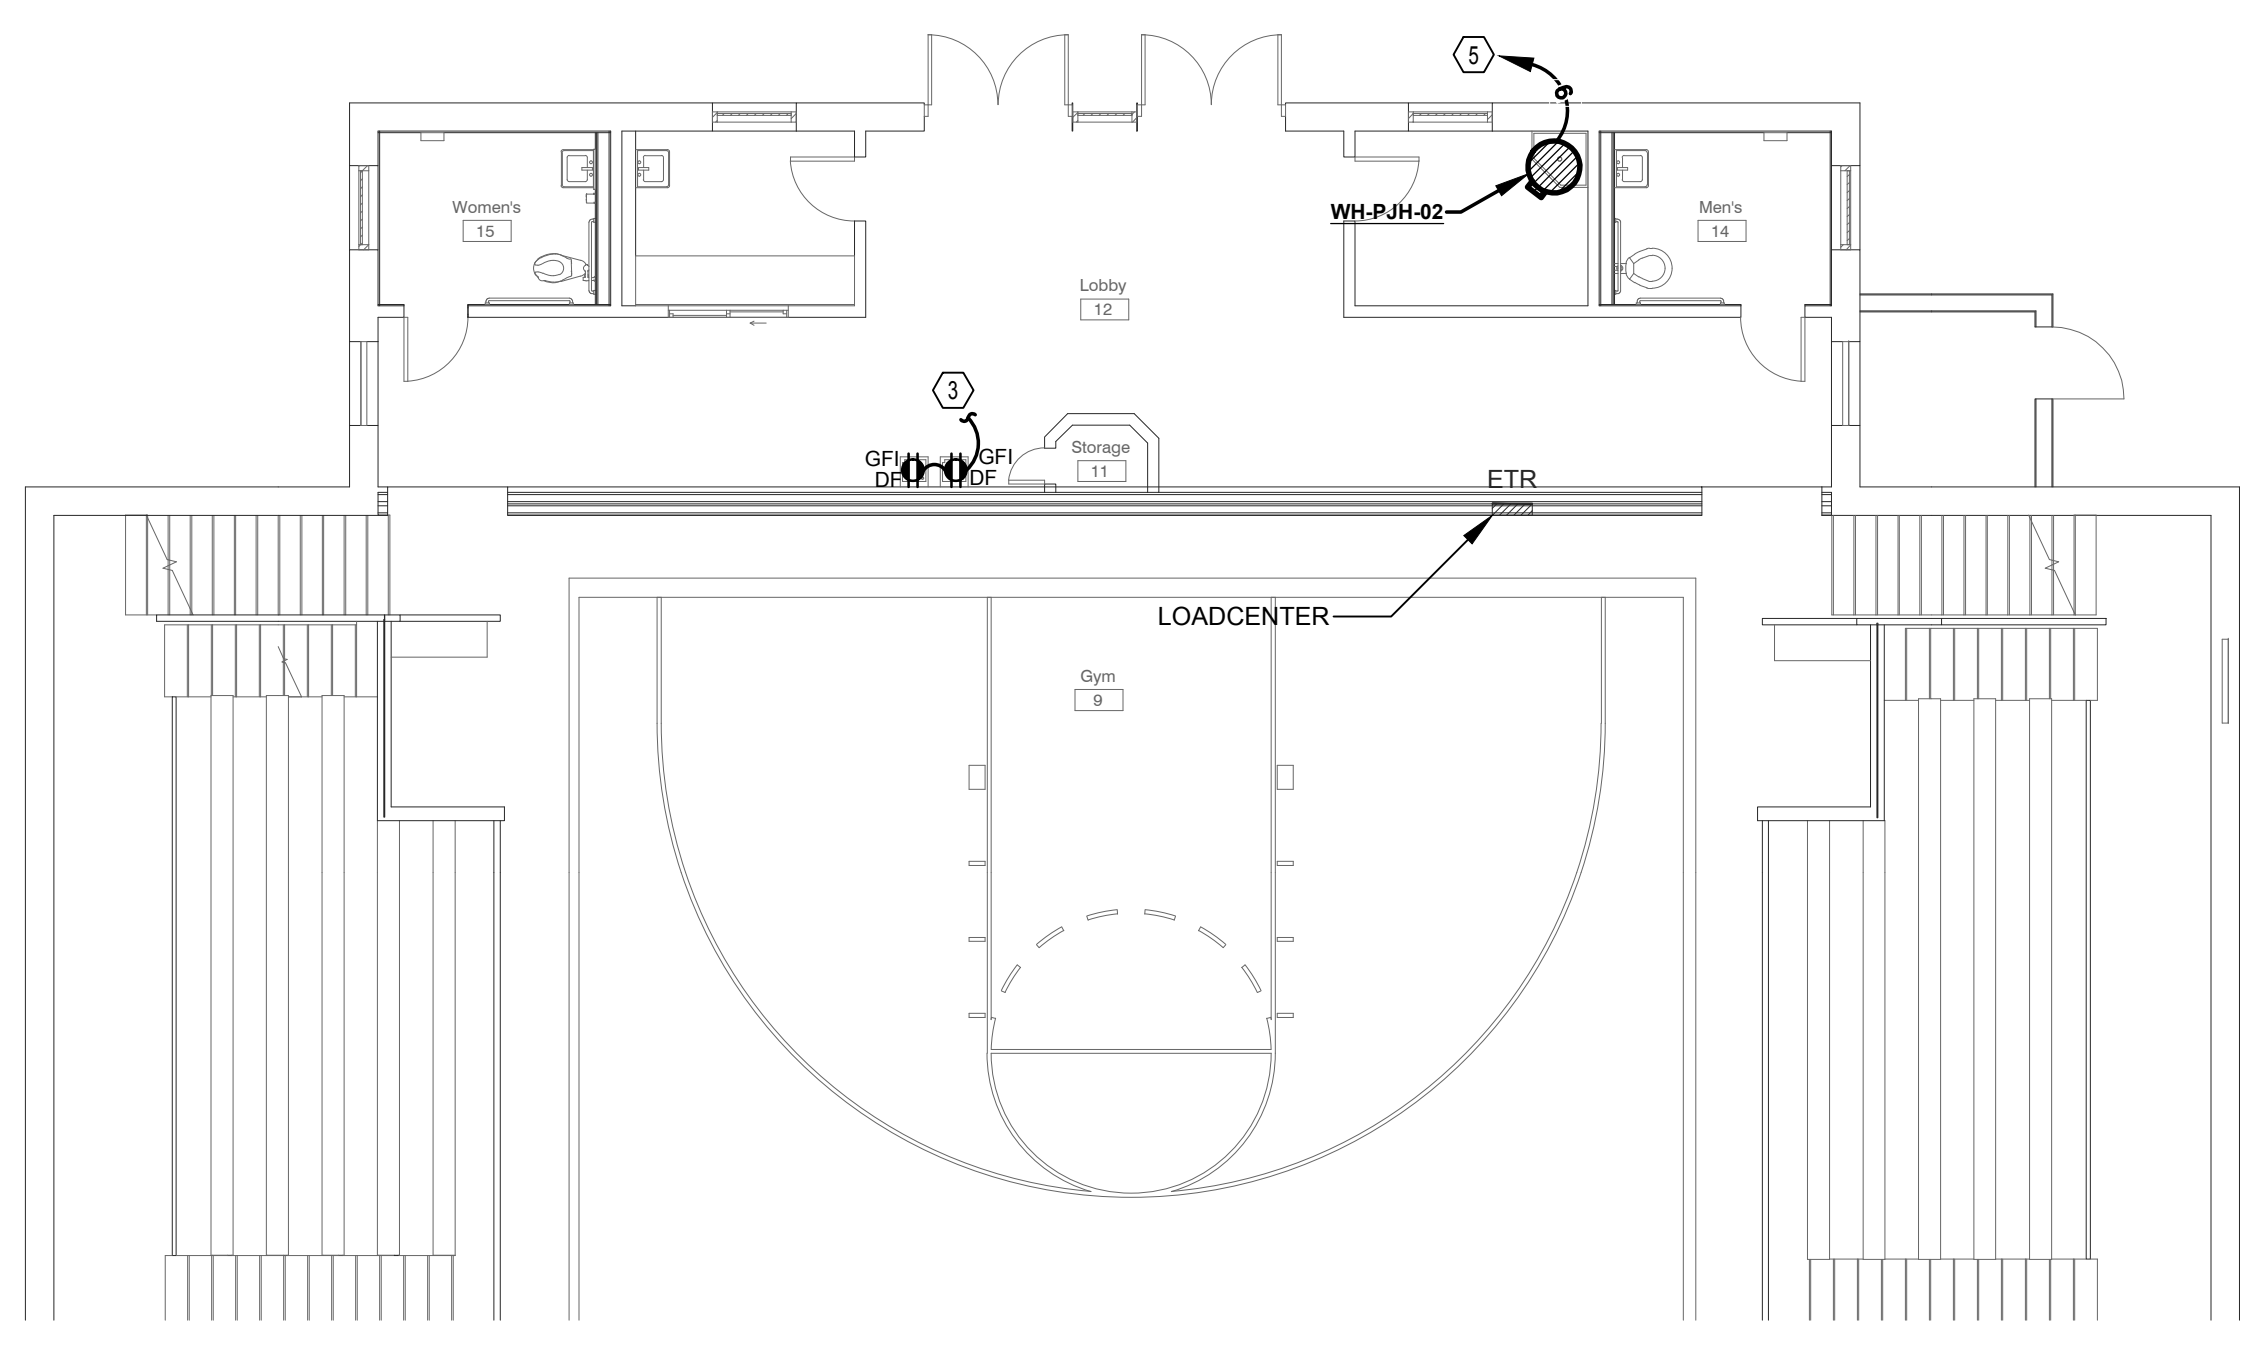 5
6
Women's
15
WH-PJH-02
Men's
14
Lobby
12
3
GFI
GFI
DF
DF
Storage
11
ETR
LOADCENTER
Gym
9